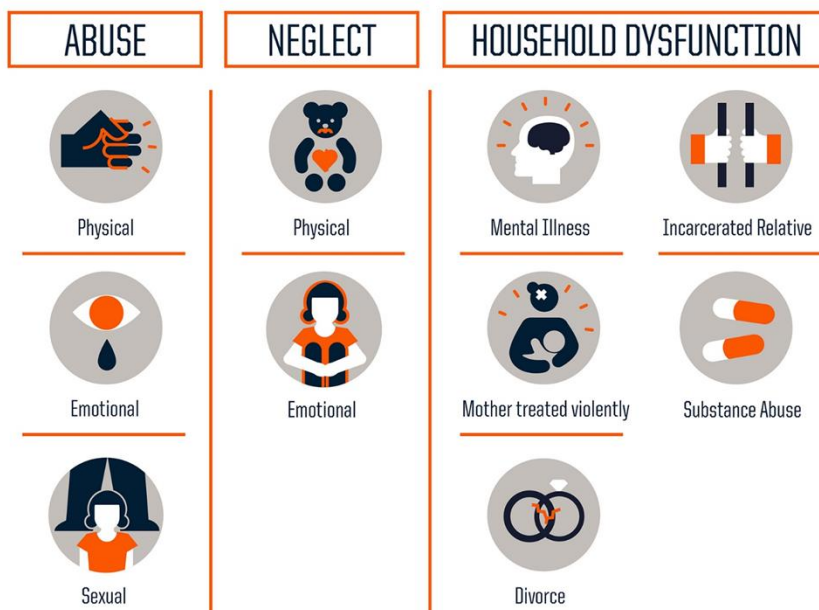 ABUSE
NEGLECT
HOUSEHOLD DYSFUNCTION
Physical
Emotional
Sexual
Physical
Emotional
Mental Illness
Incarcerated Relative
Mother treated violently
Substance Abuse
Divorce